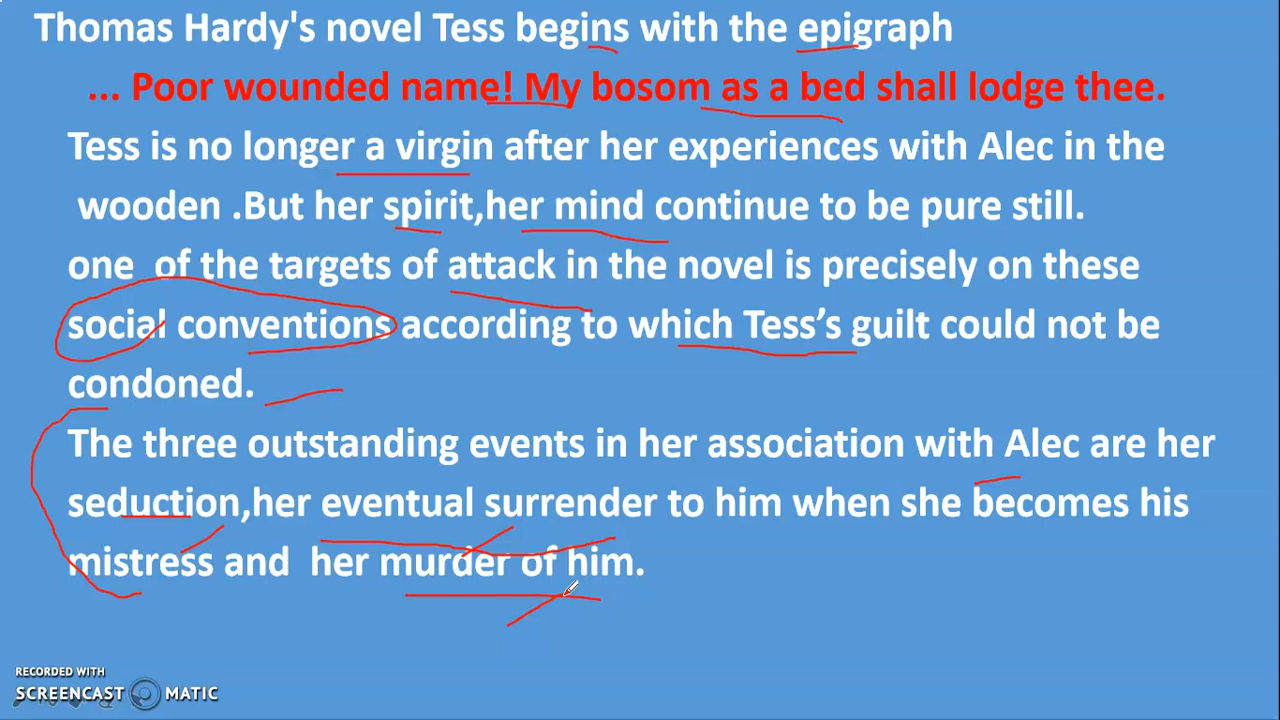 Thomas Hardy's novel Tess begins with the epigraph
... Poor wounded name! My bosom as a bed shall lodge thee.
Tess is no longer a virgin after her experiences with Alec in the
wooden .But her spirit,her mind continue to be pure still.
one of the targets of attack in the novel is precisely on these
social conventions according to which Tess’s guilt could not be
condoned.
The three outstanding events in her association with Alec are her
seduction,her eventual surrender to him when she becomes his
mistress and her murder of him.
RECORDED WITH
SCREENCAST MATIC